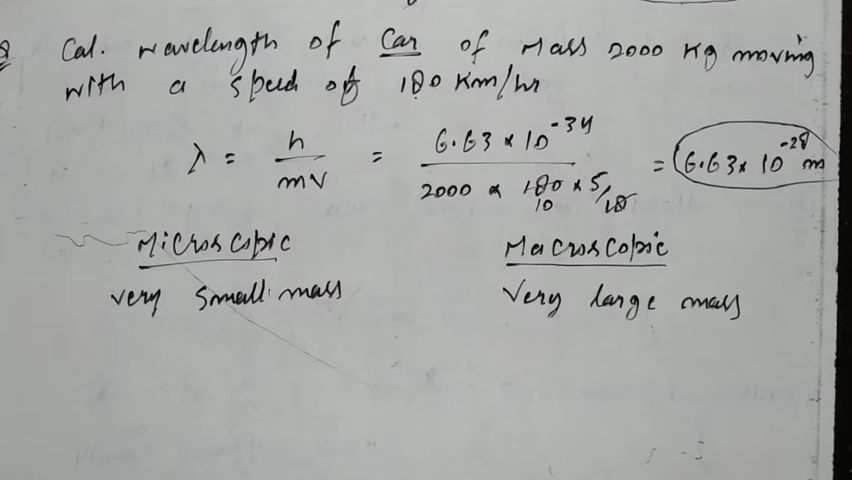 Q Cal. wavelength of Car of Mass 2000 Kg moving
with a speed of 180 Km/hr
λ = h / mv = 6.63 × 10^-34 / 2000 × 180 × 5/18 = 6.63 × 10^-28 m
10
Microscopic Macroscopic
very small mass Very large mass